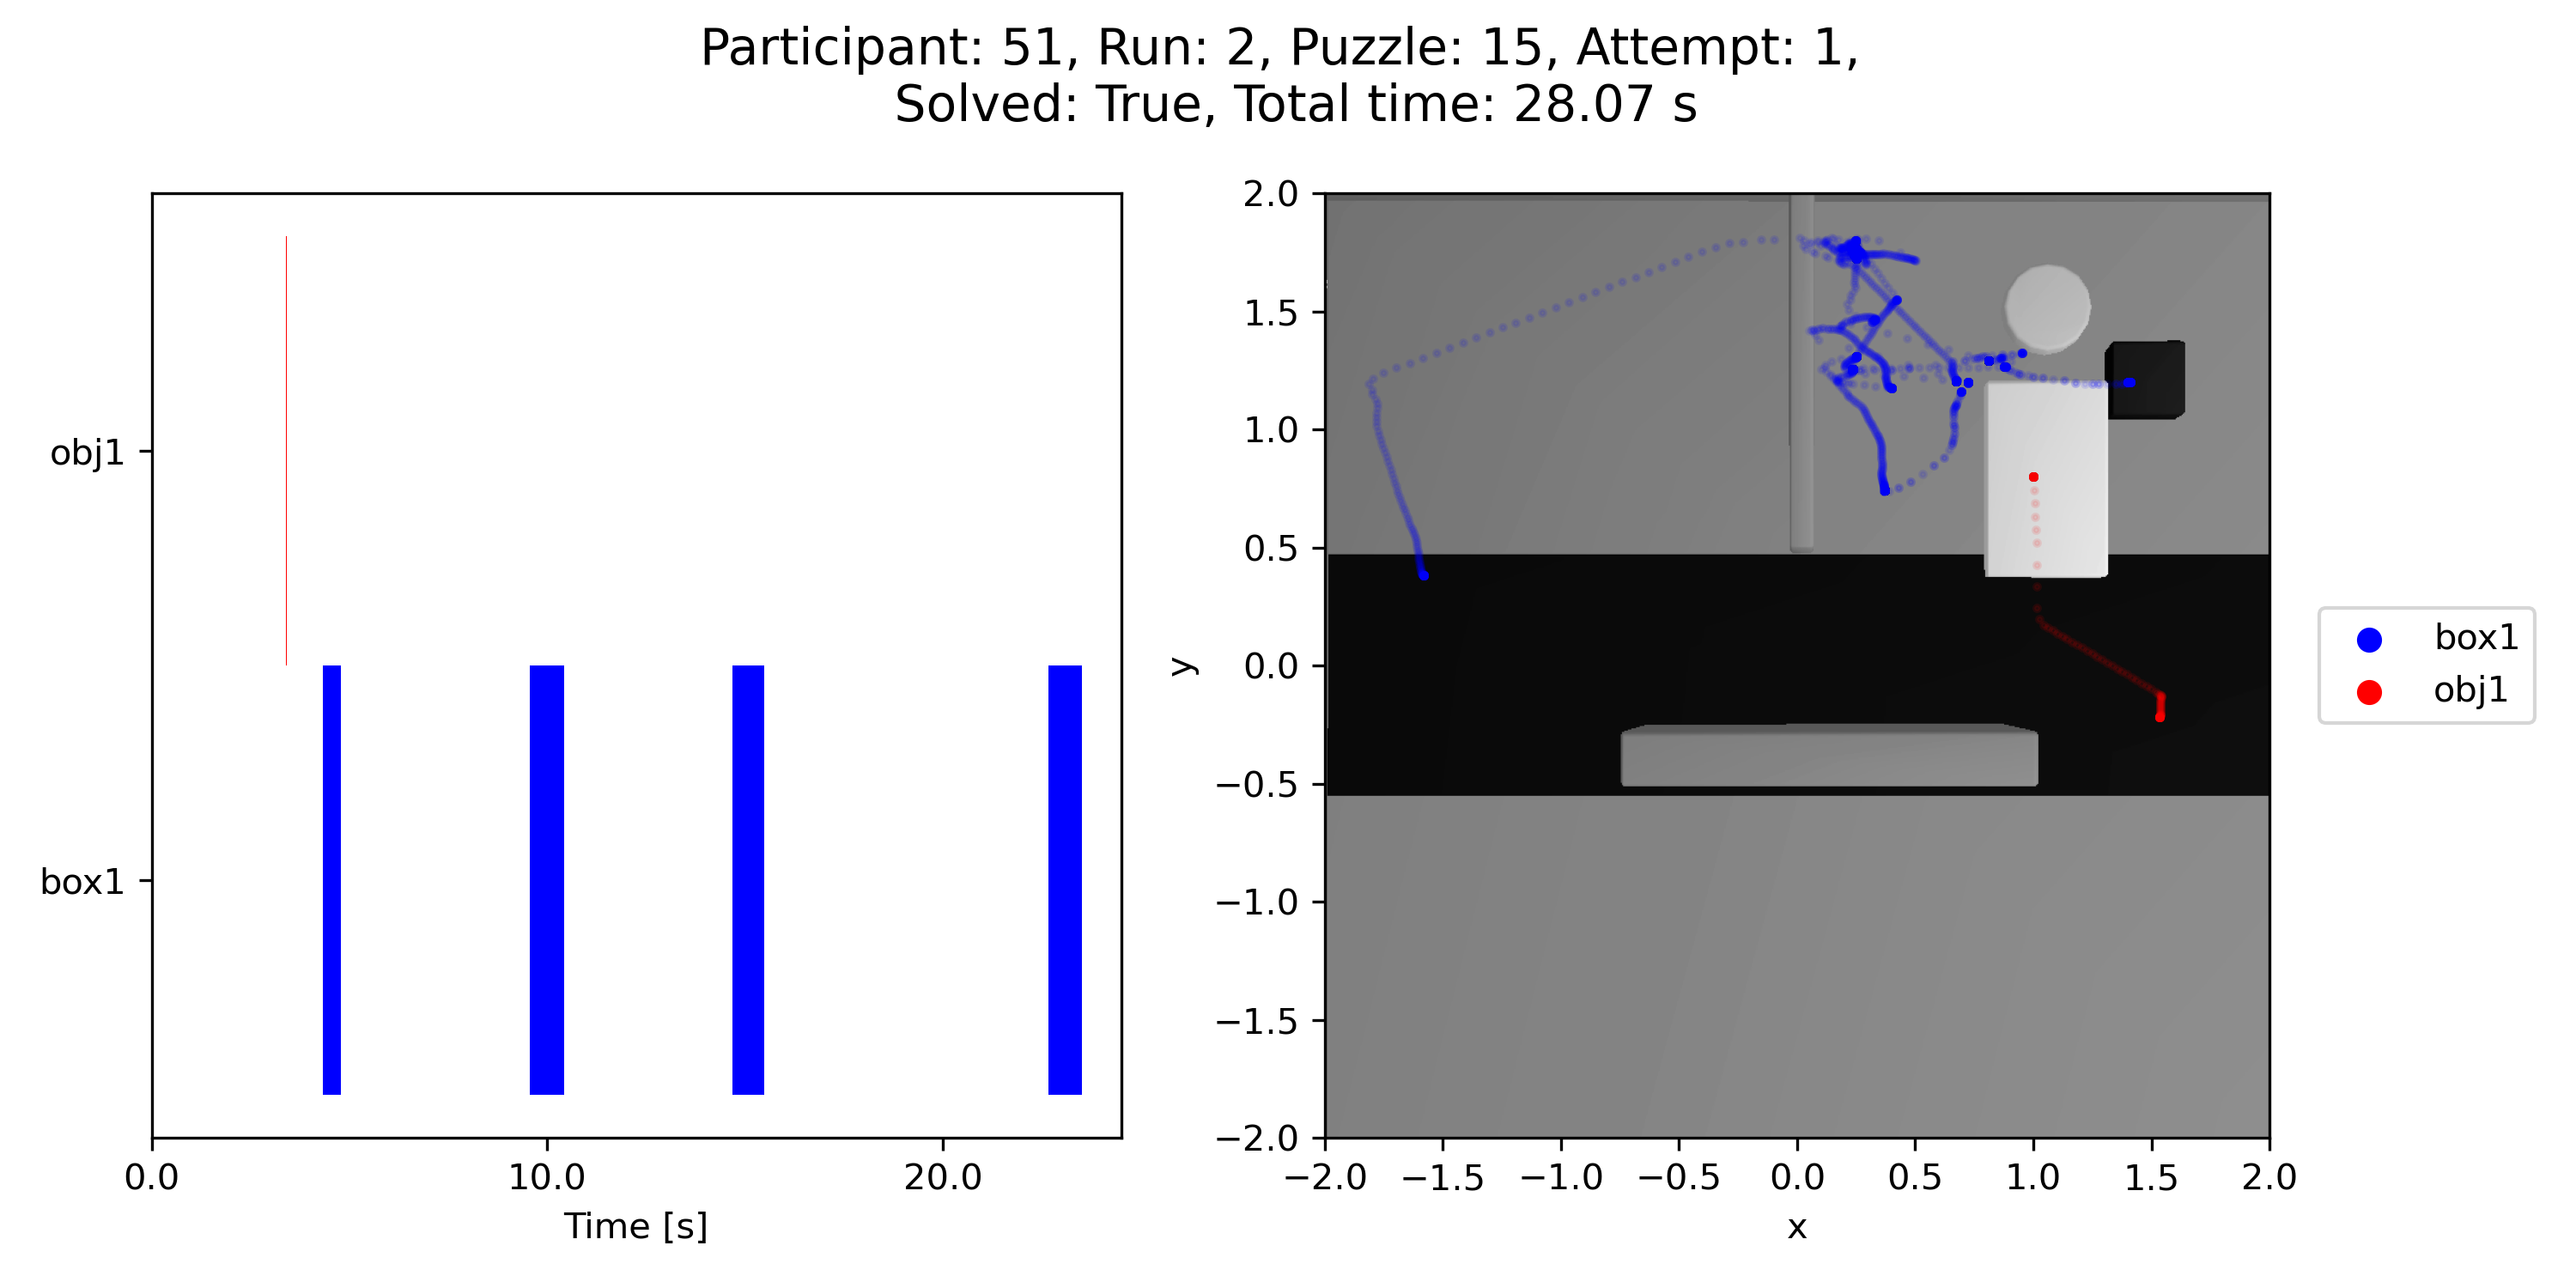 Participant: 51, Run: 2, Puzzle: 15, Attempt: 1,
Solved: True, Total time: 28.07 s
obj1
box1
0.0 10.0 20.0
Time [s]
2.0
1.5
1.0
0.5
0.0
−0.5
−1.0
−1.5
−2.0
y
−2.0 −1.5 −1.0 −0.5 0.0 0.5 1.0 1.5 2.0
x
box1
obj1